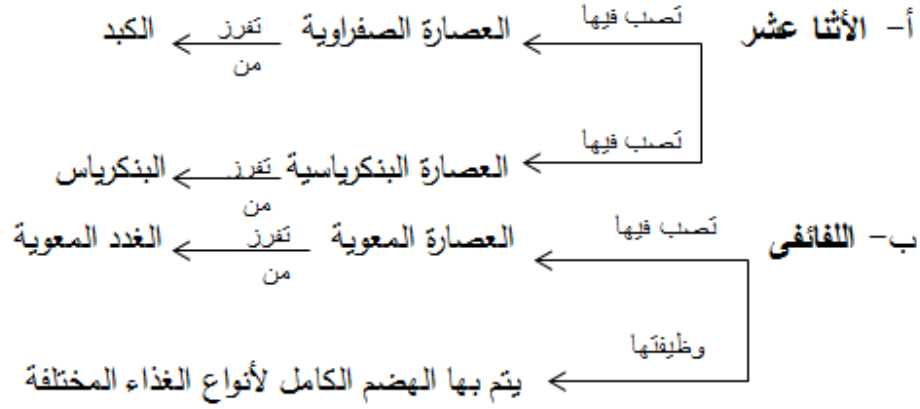 أ- الأثنا عشر تصب فيها العصارة الصفراوية تفرز من الكبد
تصب فيها العصارة البنكرياسية تفرز من البنكرياس
ب- اللفائفى تصب فيها العصارة المعوية تفرز من الغدد المعوية
وظيفتها يتم بها الهضم الكامل لأنواع الغذاء المختلفة